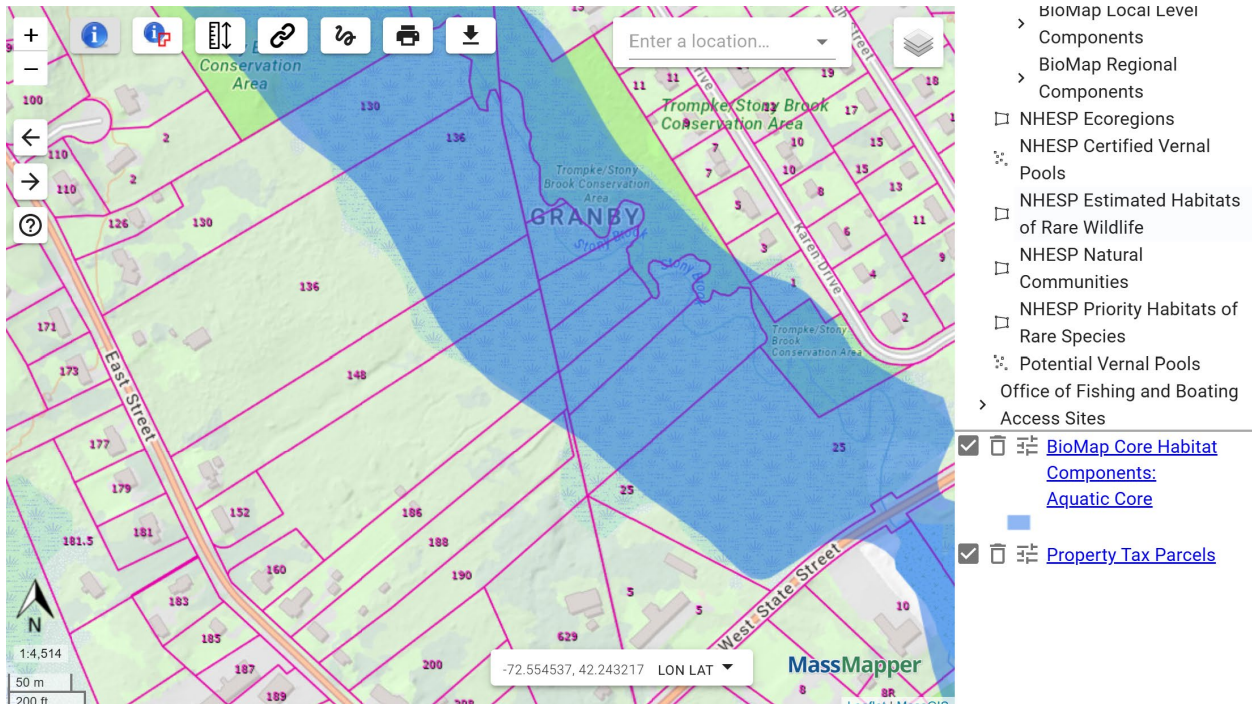 +
−
Enter a location...
Conservation
Area
Trompke/Stony Brook
Conservation Area
Trompke/Stony
Brook Conservation
Area
GRANBY
Stony Brook
Stony Brook
Trompke/Stony
Brook
Conservation Area
Karen Drive
East Street
West State Street
100
2
110
110
2
126
130
130
136
136
148
171
173
177
179
181
181.5
152
160
183
185
187
189
186
188
190
200
629
25
25
5
5
10
8
8R
11
11
19
18
17
10
15
7
7
10
15
8
13
5
6
11
3
4
9
1
2
N
1:4,514
50 m
200 ft
-72.554537, 42.243217 LON LAT
MassMapper
BioMap Local Level
Components
BioMap Regional
Components
NHESP Ecoregions
NHESP Certified Vernal
Pools
NHESP Estimated Habitats
of Rare Wildlife
NHESP Natural
Communities
NHESP Priority Habitats of
Rare Species
Potential Vernal Pools
Office of Fishing and Boating
Access Sites
BioMap Core Habitat
Components:
Aquatic Core
Property Tax Parcels